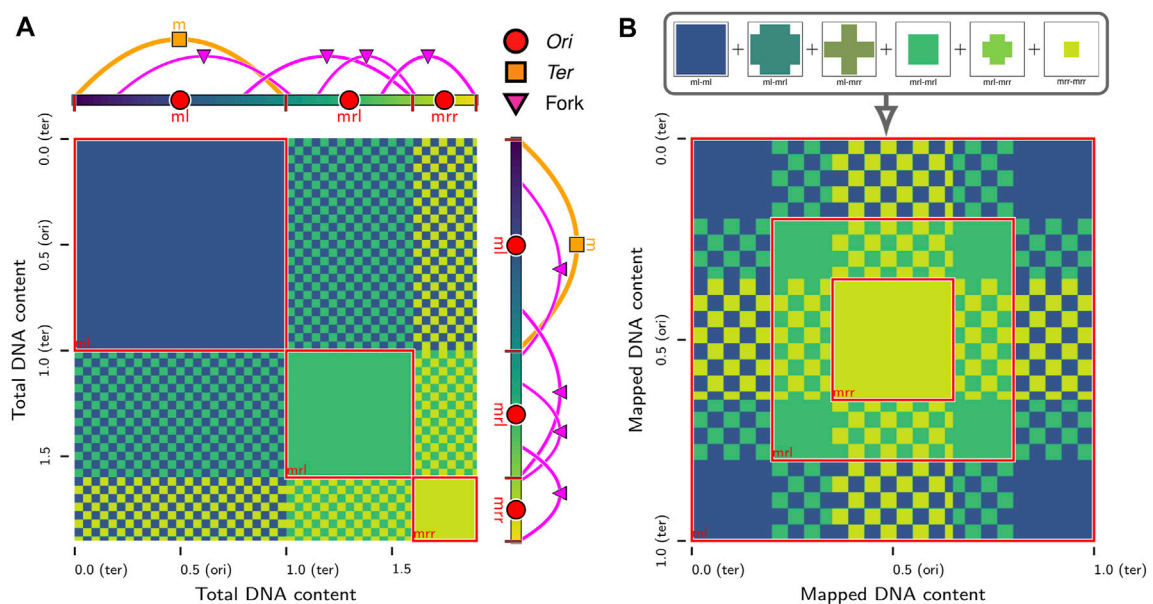 A
m
ml
mrl
mrr
Ori
Ter
Fork
Total DNA content
0.0 (ter)
0.5 (ori)
1.0 (ter)
1.5
ml
mrl
mrr
0.0 (ter)
0.5 (ori)
1.0 (ter)
1.5
Total DNA content
ml
m
mrl
mrr
B
+
+
+
+
+
ml-ml
ml-mrl
ml-mrr
mrl-mrl
mrl-mrr
mrr-mrr
Mapped DNA content
0.0 (ter)
0.5 (ori)
1.0 (ter)
mrr
mrl
ml
0.0 (ter)
0.5 (ori)
1.0 (ter)
Mapped DNA content